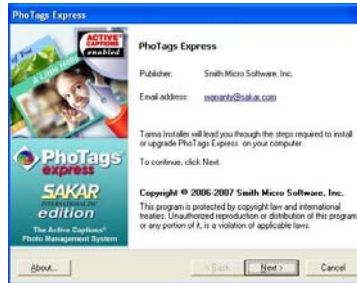 PhoTags Express
ACTIVE
CAPTIONS
enabled
PhoTags
express
SAKAR
INTERNATIONAL INC
edition
The Active Captions®
Photo Management System
PhoTags Express
Publisher: Smith Micro Software, Inc.
Email address: warranty@sakar.com
Tarma Installer will lead you through the steps required to install
or upgrade PhoTags Express on your computer.
To continue, click Next.
Copyright © 2006-2007 Smith Micro Software, Inc.
This program is protected by copyright law and international
treaties. Unauthorized reproduction or distribution of this program,
or any portion of it, is a violation of applicable laws.
About...
< Back
Next >
Cancel